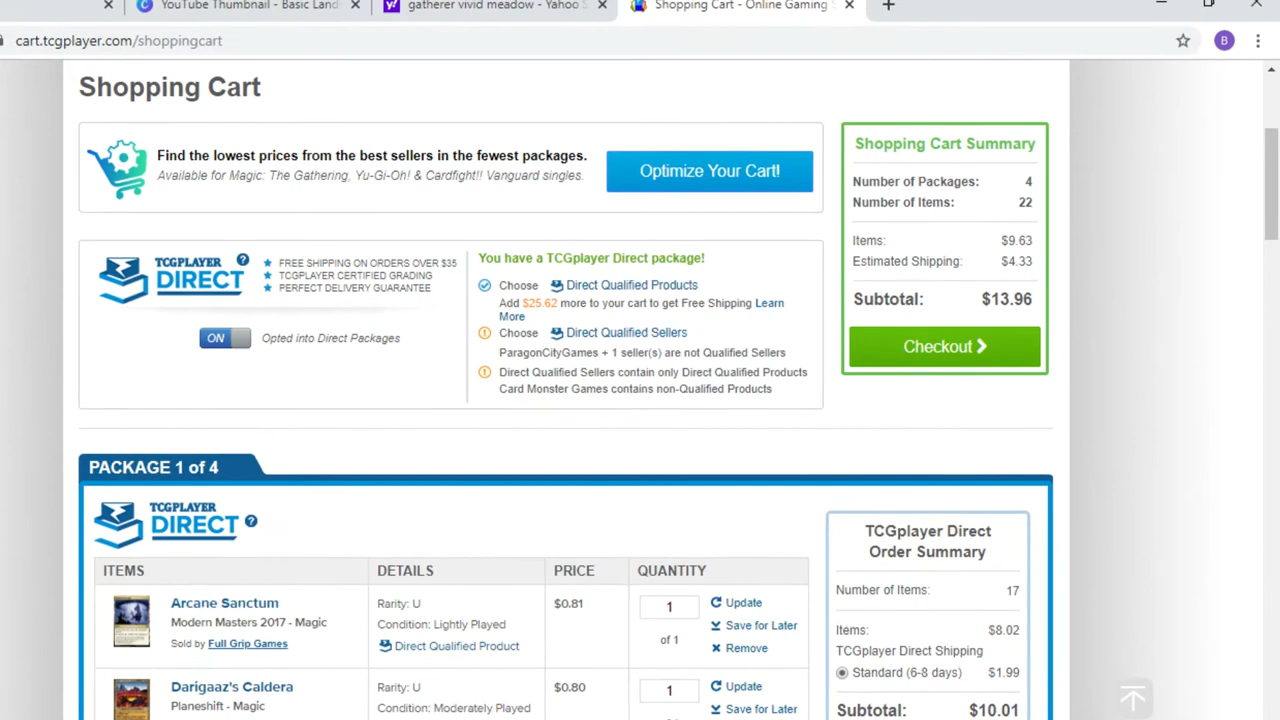 YouTube Thumbnail - Basic Land
gatherer vivid meadow - Yahoo S
Shopping Cart - Online Gaming
cart.tcgplayer.com/shoppingcart
B
Shopping Cart
Find the lowest prices from the best sellers in the fewest packages.
Available for Magic: The Gathering, Yu-Gi-Oh! & Cardfight!! Vanguard singles.
Optimize Your Cart!
Shopping Cart Summary
Number of Packages: 4
Number of Items: 22
Items: $9.63
Estimated Shipping: $4.33
Subtotal: $13.96
Checkout
TCGPLAYER
DIRECT
?
FREE SHIPPING ON ORDERS OVER $35
TCGPLAYER CERTIFIED GRADING
PERFECT DELIVERY GUARANTEE
ON Opted into Direct Packages
You have a TCGplayer Direct package!
Choose Direct Qualified Products
Add $25.62 more to your cart to get Free Shipping Learn
More
Choose Direct Qualified Sellers
ParagonCityGames + 1 seller(s) are not Qualified Sellers
Direct Qualified Sellers contain only Direct Qualified Products
Card Monster Games contains non-Qualified Products
PACKAGE 1 of 4
TCGPLAYER
DIRECT ?
ITEMS DETAILS PRICE QUANTITY
Arcane Sanctum
Modern Masters 2017 - Magic
Sold by Full Grip Games
Rarity: U
Condition: Lightly Played
Direct Qualified Product
$0.81
1
of 1
Update
Save for Later
Remove
Darigaaz's Caldera
Planeshift - Magic
Rarity: U
Condition: Moderately Played
$0.80
1
Update
Save for Later
TCGplayer Direct
Order Summary
Number of Items: 17
Items: $8.02
TCGplayer Direct Shipping
Standard (6-8 days) $1.99
Subtotal: $10.01